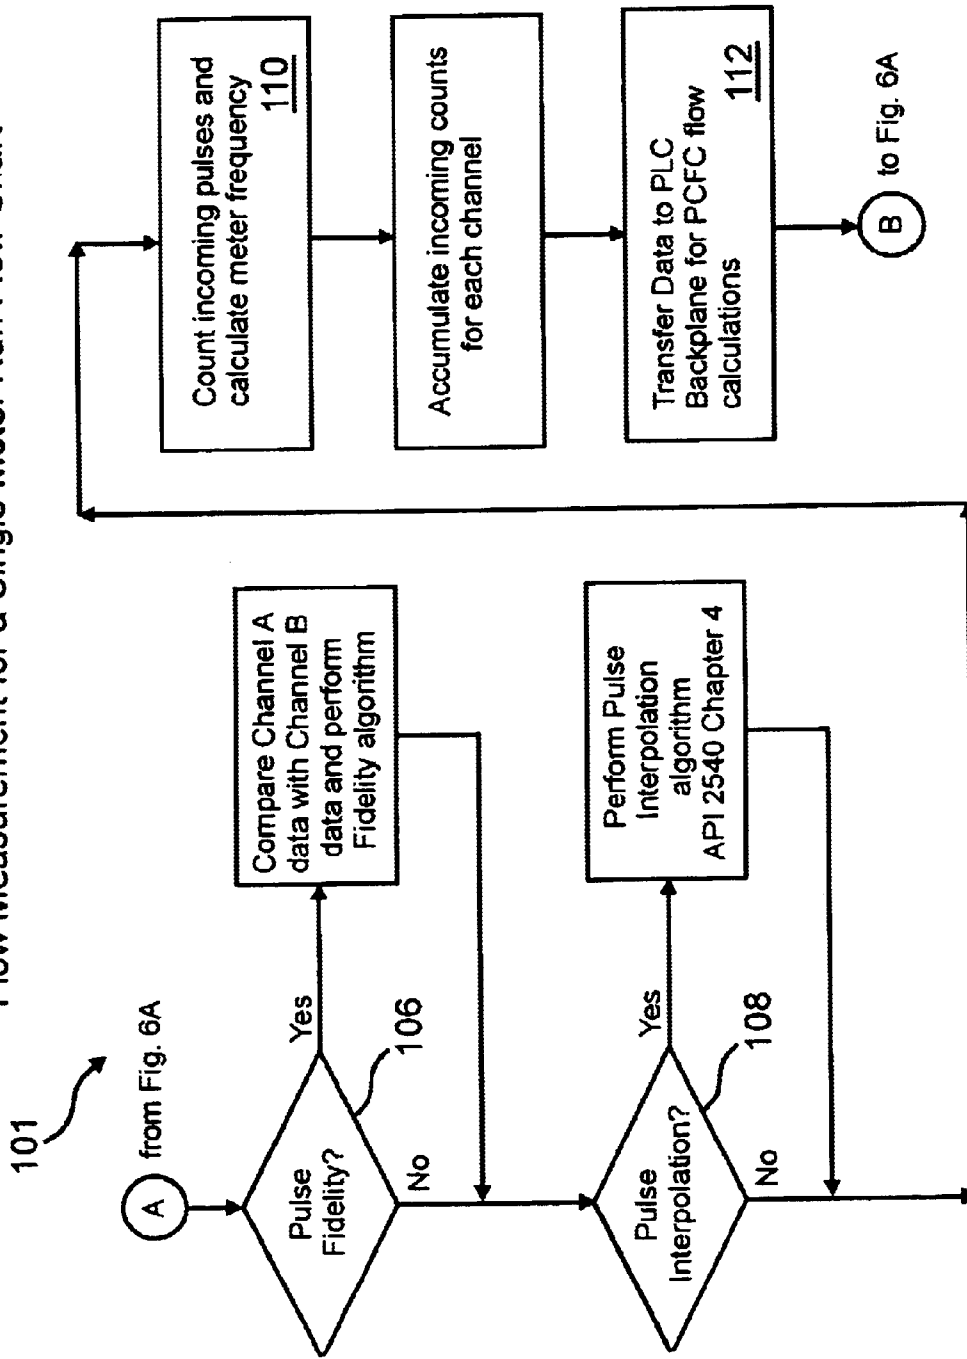 Flow Measurement for a Single Meter Run Flow Chart
101
A
from Fig. 6A
Pulse
Fidelity?
Yes
106
No
Compare Channel A
data with Channel B
data and perform
Fidelity algorithm
Pulse
Interpolation?
Yes
108
No
Perform Pulse
Interpolation
algorithm
API 2540 Chapter 4
Count incoming pulses and
calculate meter frequency
110
Accumulate incoming counts
for each channel
Transfer Data to PLC
Backplane for PCFC flow
calculations
112
B
to Fig. 6A